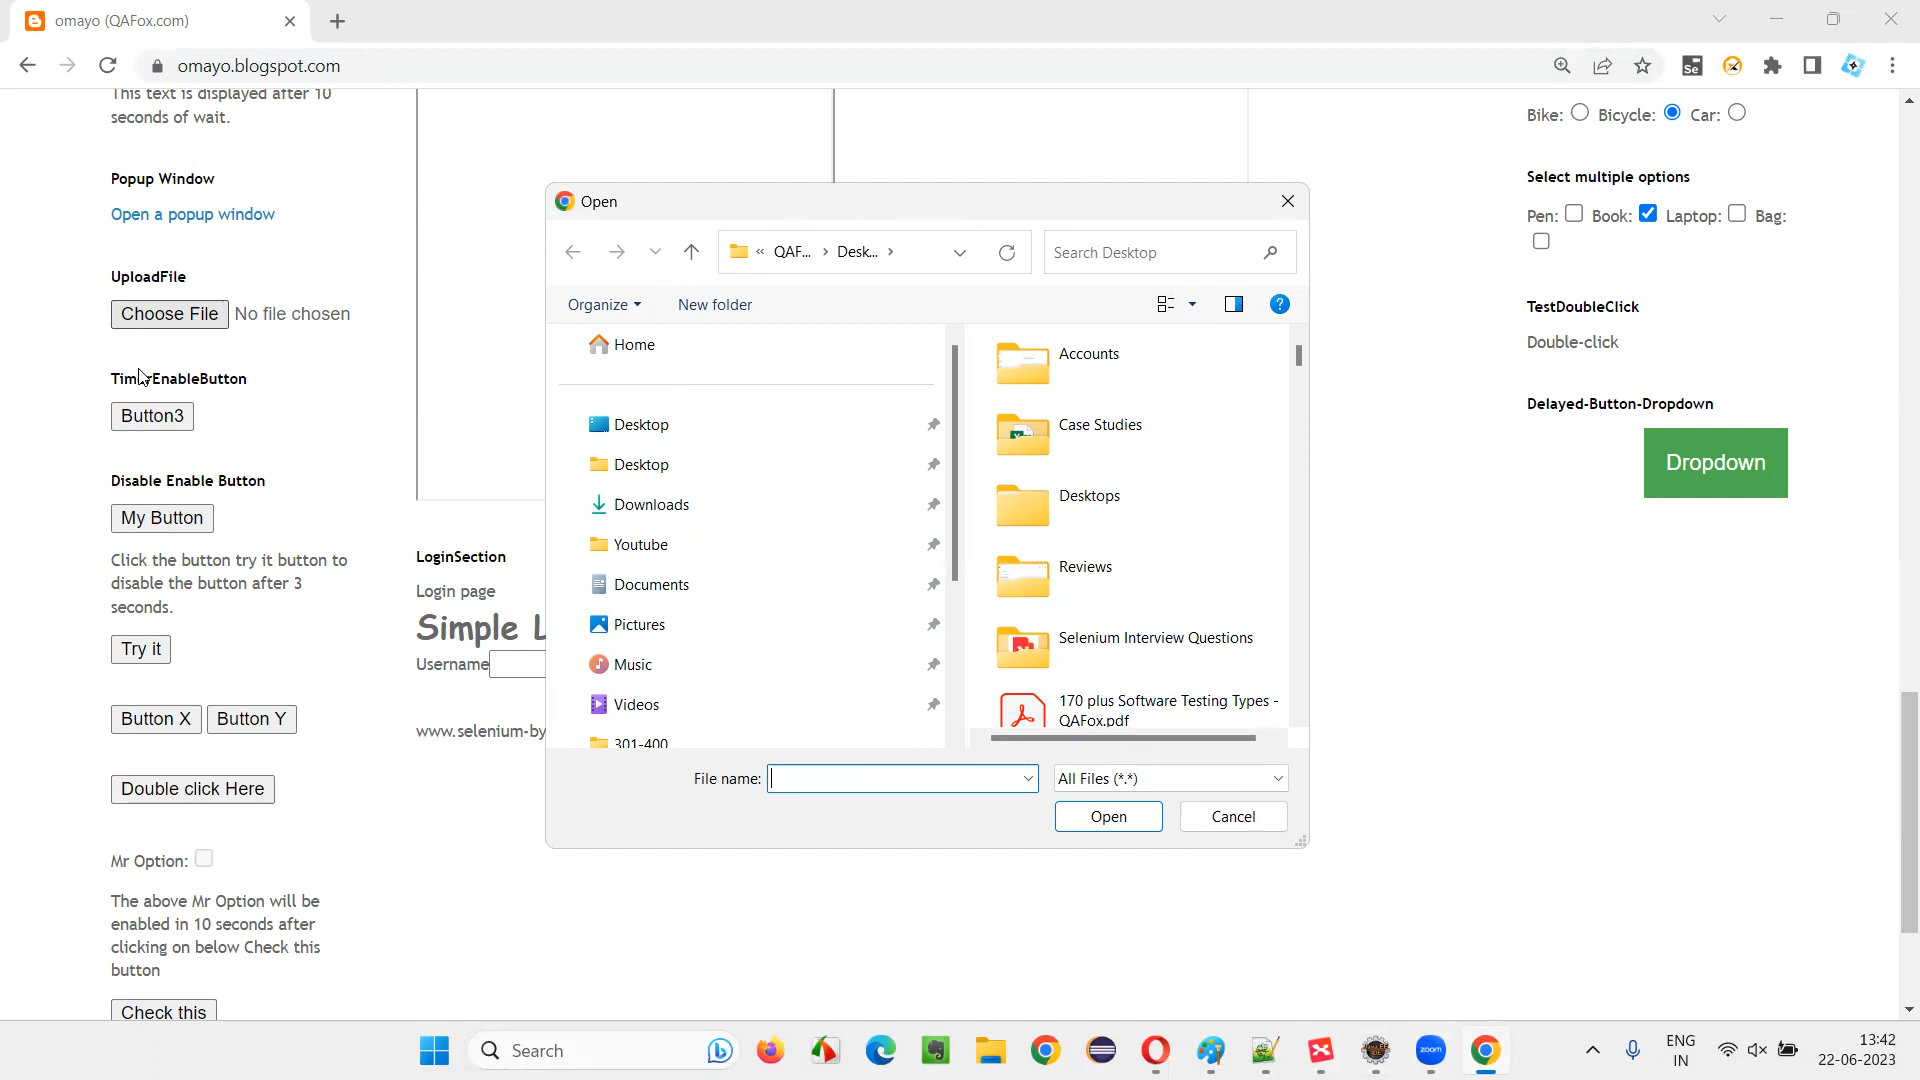 omayo (QAFox.com)
omayo.blogspot.com
This text is displayed after 10
seconds of wait.
Popup Window
Open a popup window
UploadFile
Choose File No file chosen
TimerEnableButton
Button3
Disable Enable Button
My Button
Click the button try it button to
disable the button after 3
seconds.
Try it
Button X Button Y
Double click Here
Mr Option:
The above Mr Option will be
enabled in 10 seconds after
clicking on below Check this
button
Check this
LoginSection
Login page
Simple L
Username
www.selenium-by
Open
« QAF... > Desk... >
Search Desktop
Organize New folder
Home
Desktop
Desktop
Downloads
Youtube
Documents
Pictures
Music
Videos
301-400
Accounts
Case Studies
Desktops
Reviews
Selenium Interview Questions
170 plus Software Testing Types -
QAFox.pdf
File name:
All Files (*.*)
Open Cancel
Bike: Bicycle: Car:
Select multiple options
Pen: Book: Laptop: Bag:
TestDoubleClick
Double-click
Delayed-Button-Dropdown
Dropdown
Search
zoom
ENG
IN
13:42
22-06-2023